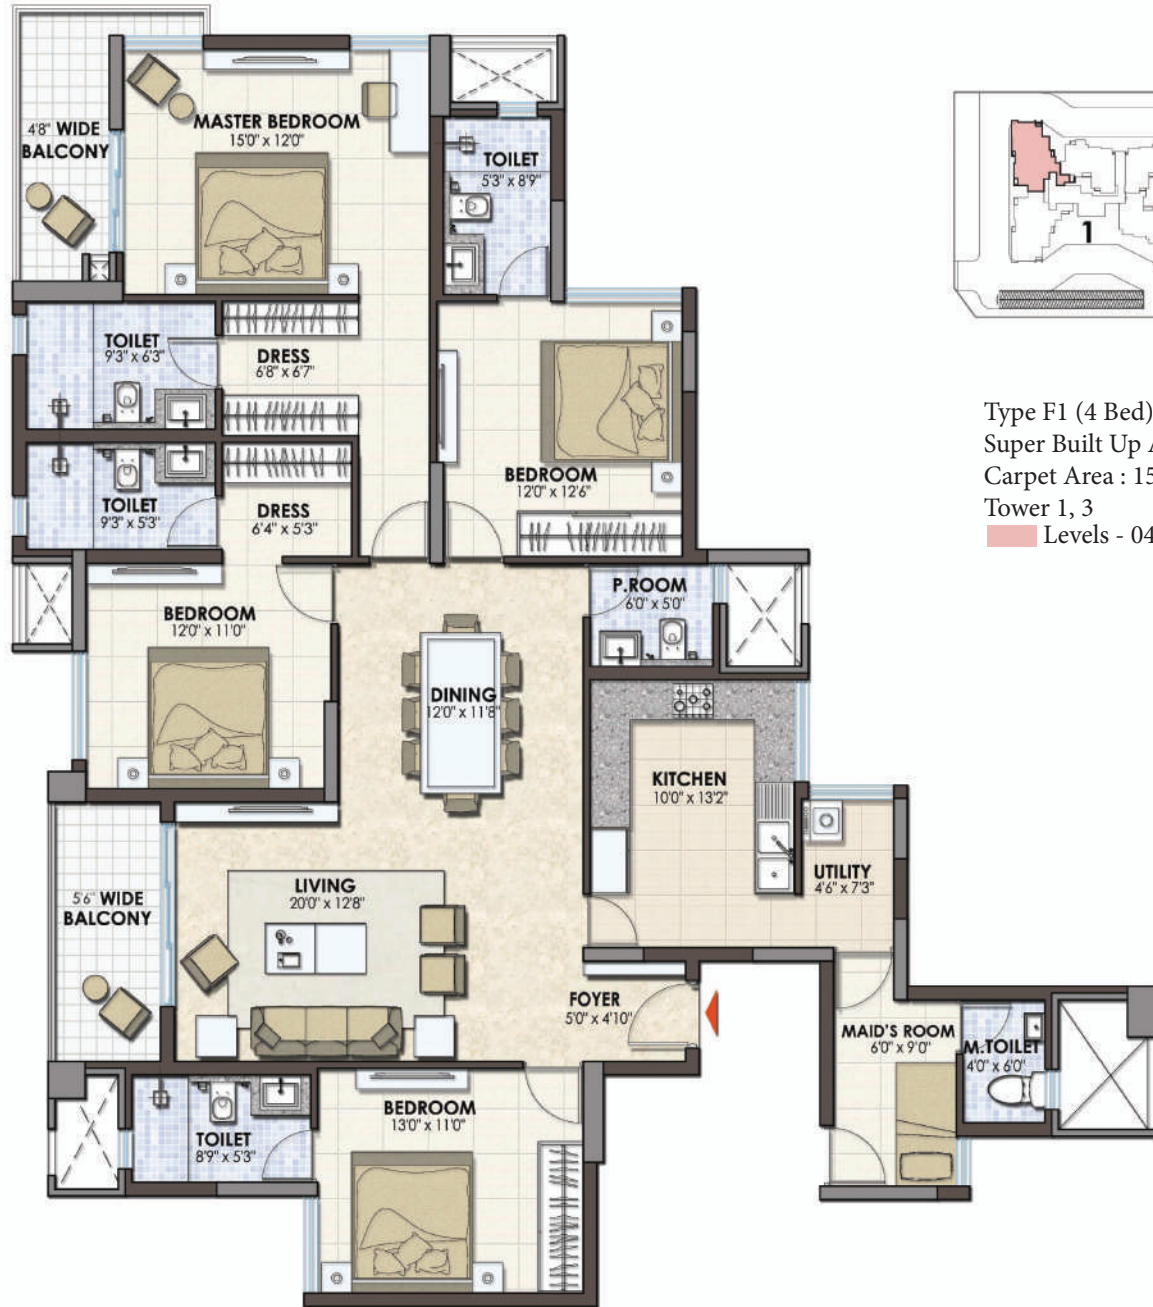 4'8" WIDE
BALCONY
MASTER BEDROOM
15'0" x 12'0"
TOILET
5'3" x 8'9"
TOILET
9'3" x 6'3"
DRESS
6'8" x 6'7"
BEDROOM
12'0" x 12'6"
TOILET
9'3" x 5'3"
DRESS
6'4" x 5'3"
BEDROOM
12'0" x 11'0"
P.ROOM
6'0" x 5'0"
DINING
12'0" x 11'8"
KITCHEN
10'0" x 13'2"
UTILITY
4'6" x 7'3"
5'6" WIDE
BALCONY
LIVING
20'0" x 12'8"
FOYER
5'0" x 4'10"
MAID'S ROOM
6'0" x 9'0"
M.TOILET
4'0" x 6'0"
BEDROOM
13'0" x 11'0"
TOILET
8'9" x 5'3"
1
Type F1 (4 Bed)
Super Built Up
Carpet Area : 15
Tower 1, 3
Levels - 04